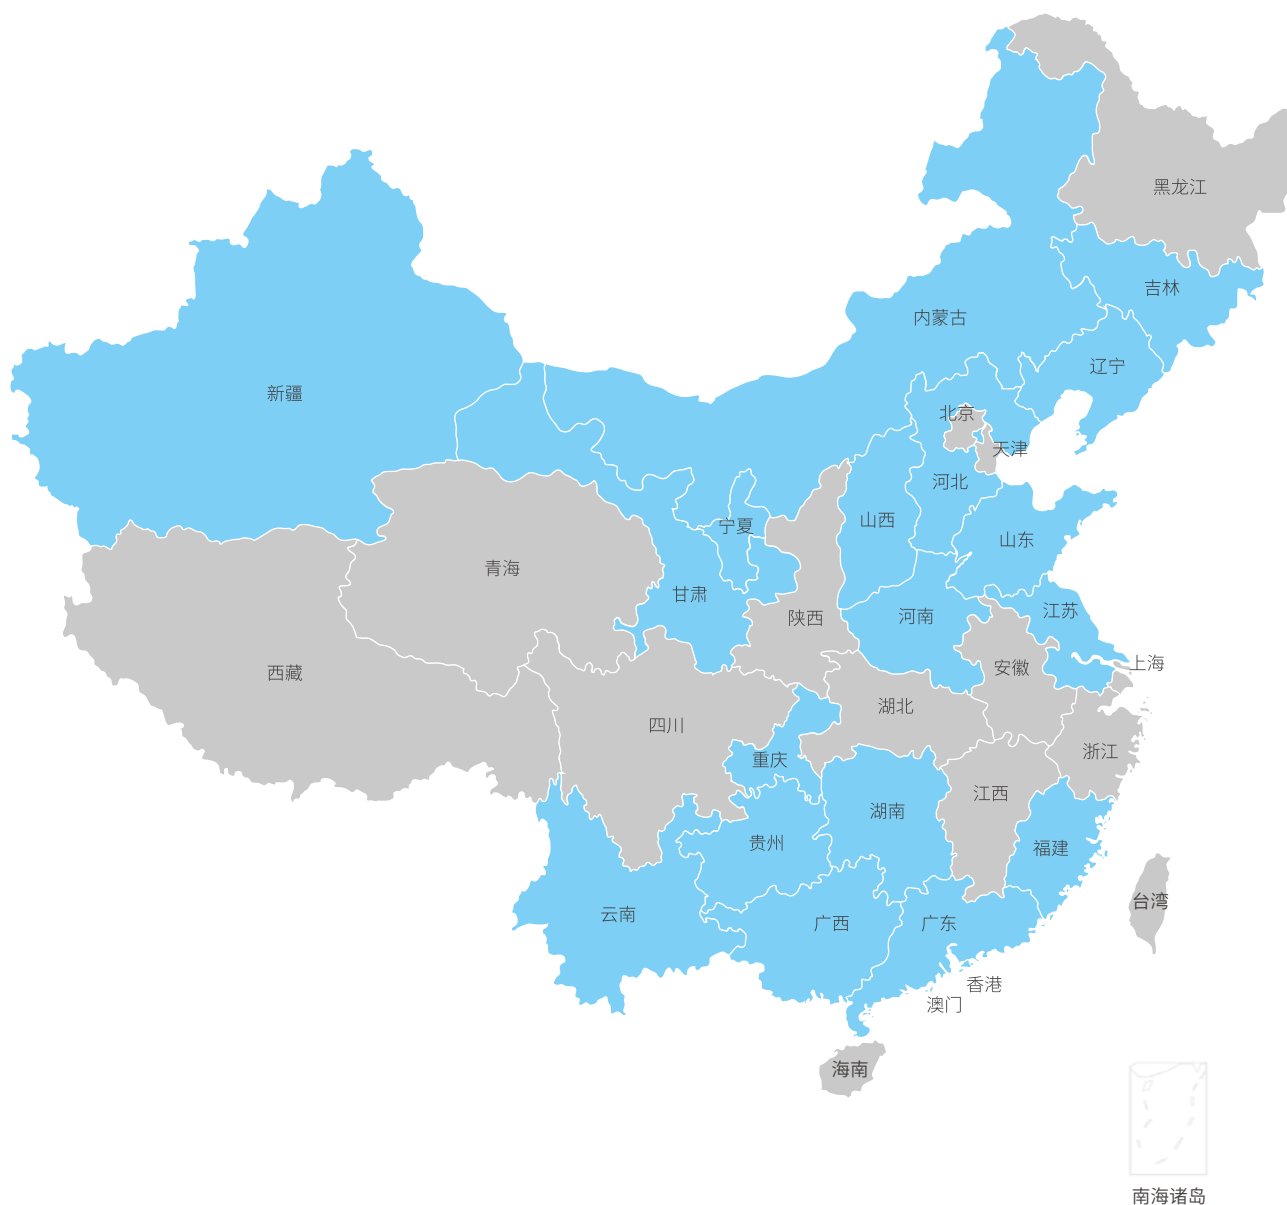 黑龙江
吉林
内蒙古
辽宁
新疆
北京
天津
河北
山西
宁夏
山东
青海
甘肃
江苏
河南
陕西
上海
安徽
西藏
湖北
四川
浙江
重庆
江西
湖南
贵州
福建
台湾
云南
广西
广东
香港
澳门
海南
南海诸岛